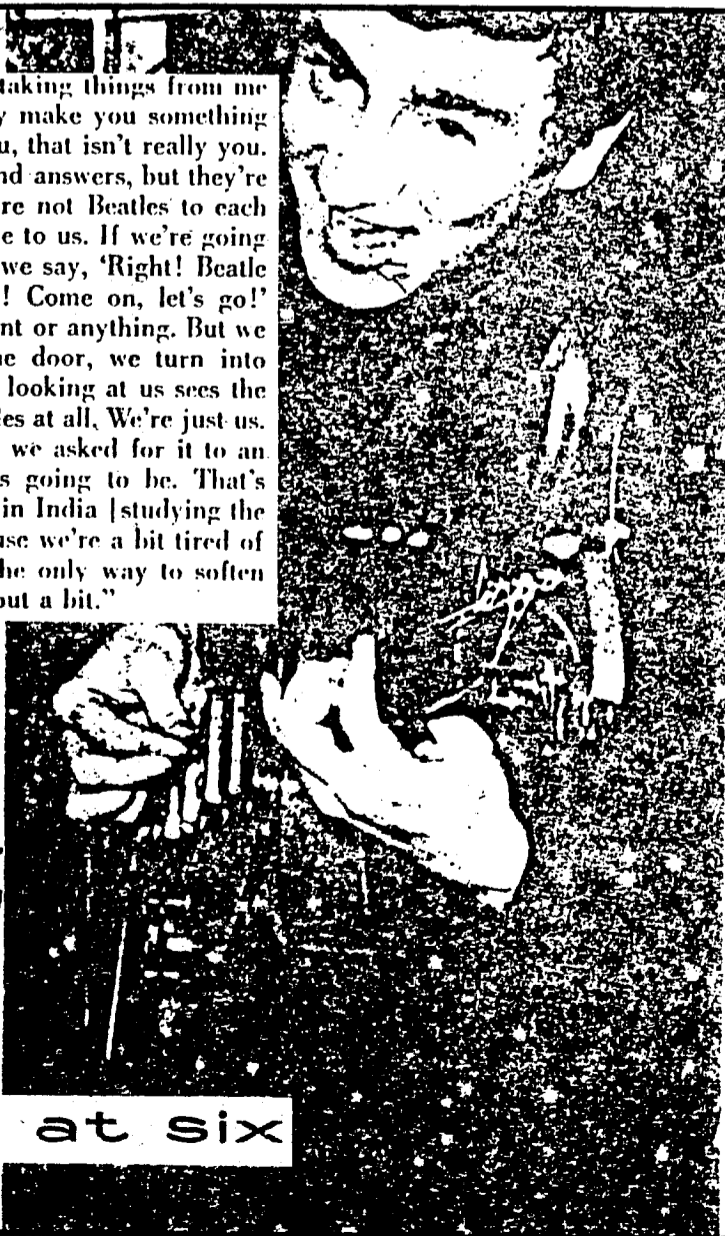 taking things from me
make you something
u, that isn't really you.
nd answers, but they're
re not Beatles to each
e to us. If we're going
we say, 'Right! Beatle
! Come on, let's go!'
nt or anything. But we
e door, we turn into
looking at us sees the
es at all. We're just us.
we asked for it to an
s going to be. That's
in India [studying the
use we're a bit tired of
he only way to soften
out a bit."
at six